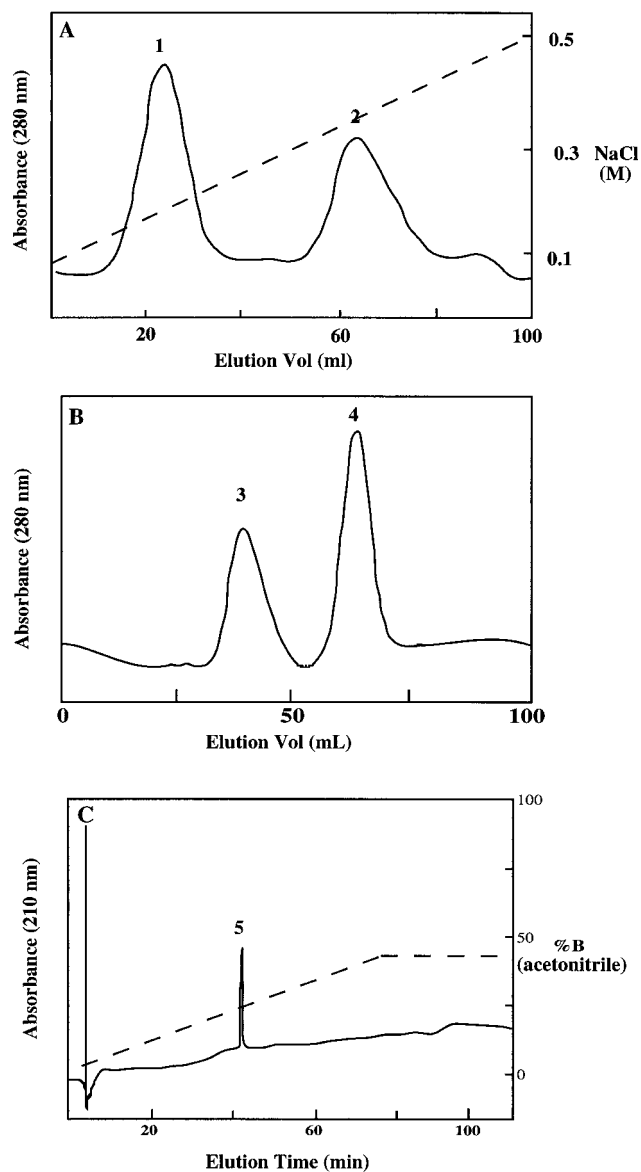 A
1
2
0.5
0.3
NaCl
(M)
0.1
Absorbance (280 nm)
20
60
100
Elution Vol (ml)
B
3
4
Absorbance (280 nm)
0
50
100
Elution Vol (mL)
C
5
100
50
%B
(acetonitrile)
0
Absorbance (210 nm)
20
60
100
Elution Time (min)